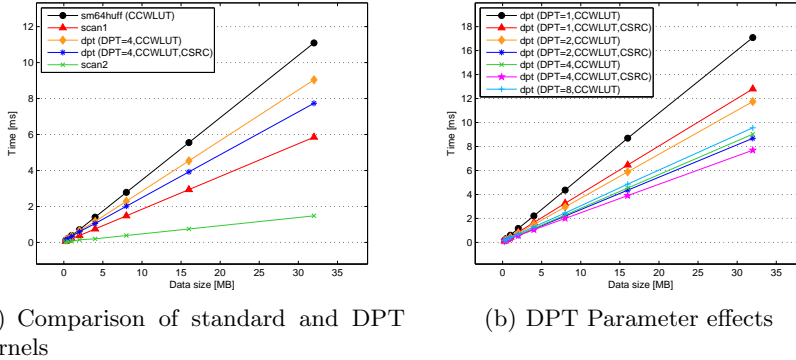 sm64huff (CCWLUT)
scan1
dpt (DPT=4,CCWLUT)
dpt (DPT=4,CCWLUT,CSRC)
scan2
12
10
8
6
4
2
0
Time [ms]
0 5 10 15 20 25 30 35
Data size [MB]
dpt (DPT=1,CCWLUT)
dpt (DPT=1,CCWLUT,CSRC)
dpt (DPT=2,CCWLUT)
dpt (DPT=2,CCWLUT,CSRC)
dpt (DPT=4,CCWLUT)
dpt (DPT=4,CCWLUT,CSRC)
dpt (DPT=8,CCWLUT)
18
16
14
12
10
8
6
4
2
0
Time [ms]
0 5 10 15 20 25 30 35
Data size [MB]
) Comparison of standard and DPT
rnels
(b) DPT Parameter effects